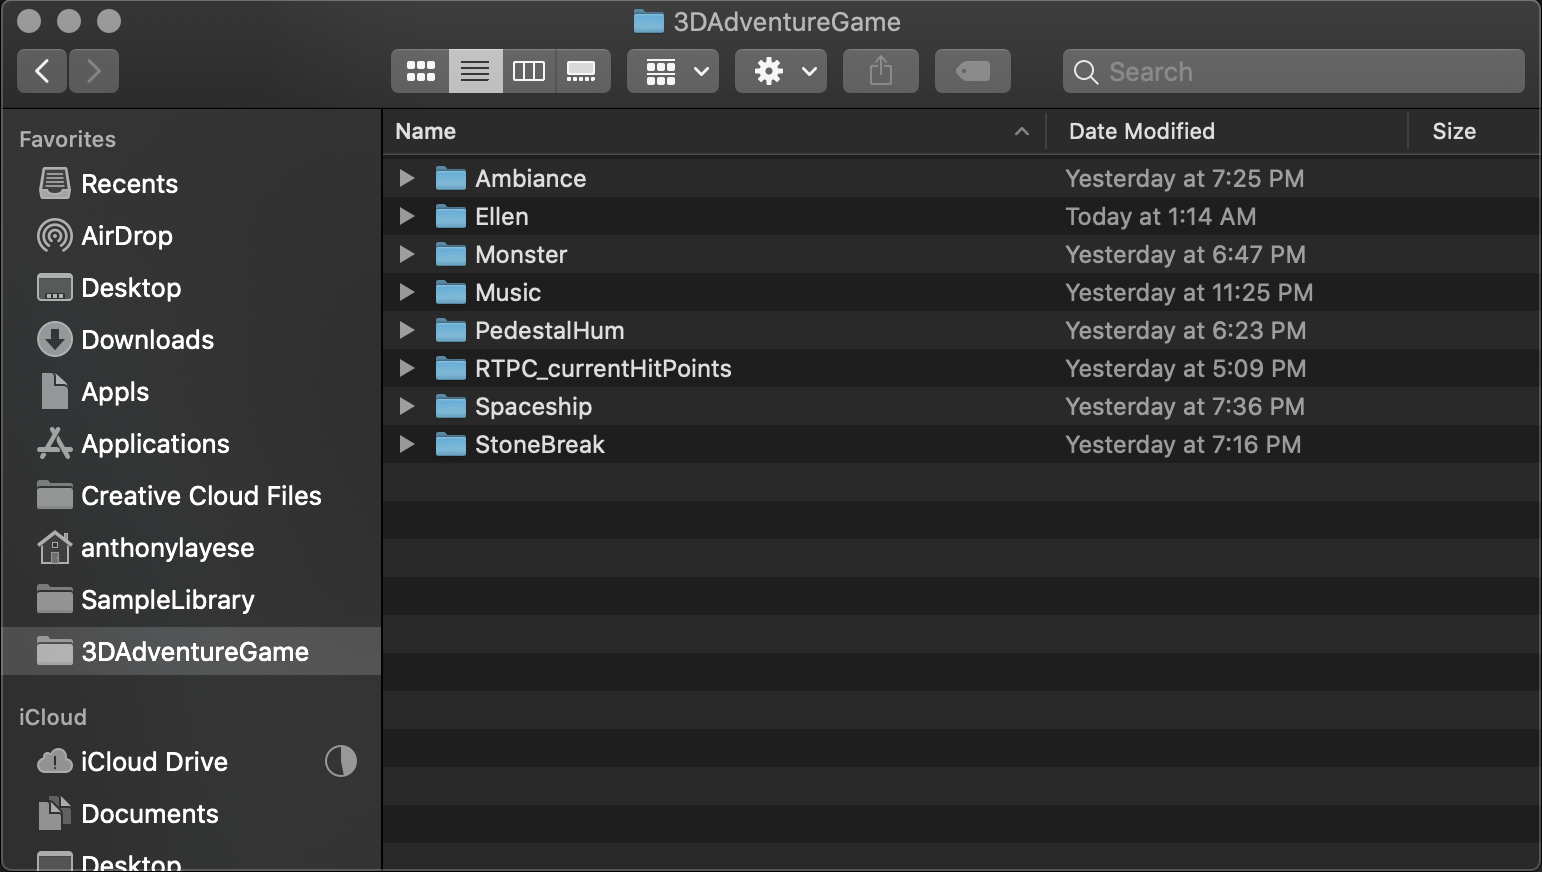 3DAdventureGame
Search
Favorites
Recents
AirDrop
Desktop
Downloads
Appls
Applications
Creative Cloud Files
anthonylayese
SampleLibrary
3DAdventureGame
iCloud
iCloud Drive
Documents
Desktop
Name Date Modified Size
Ambiance Yesterday at 7:25 PM
Ellen Today at 1:14 AM
Monster Yesterday at 6:47 PM
Music Yesterday at 11:25 PM
PedestalHum Yesterday at 6:23 PM
RTPC_currentHitPoints Yesterday at 5:09 PM
Spaceship Yesterday at 7:36 PM
StoneBreak Yesterday at 7:16 PM